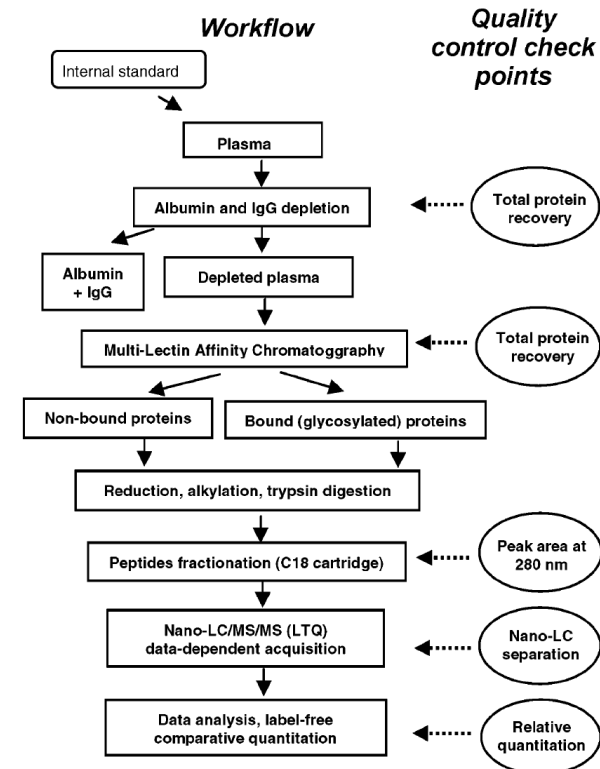 Workflow
Quality
control check
points
Internal standard
Plasma
Albumin and IgG depletion
Total protein
recovery
Albumin
+ IgG
Depleted plasma
Multi-Lectin Affinity Chromatoggraphy
Total protein
recovery
Non-bound proteins
Bound (glycosylated) proteins
Reduction, alkylation, trypsin digestion
Peptides fractionation (C18 cartridge)
Peak area at
280 nm
Nano-LC/MS/MS (LTQ)
data-dependent acquisition
Nano-LC
separation
Data analysis, label-free
comparative quantitation
Relative
quantitation